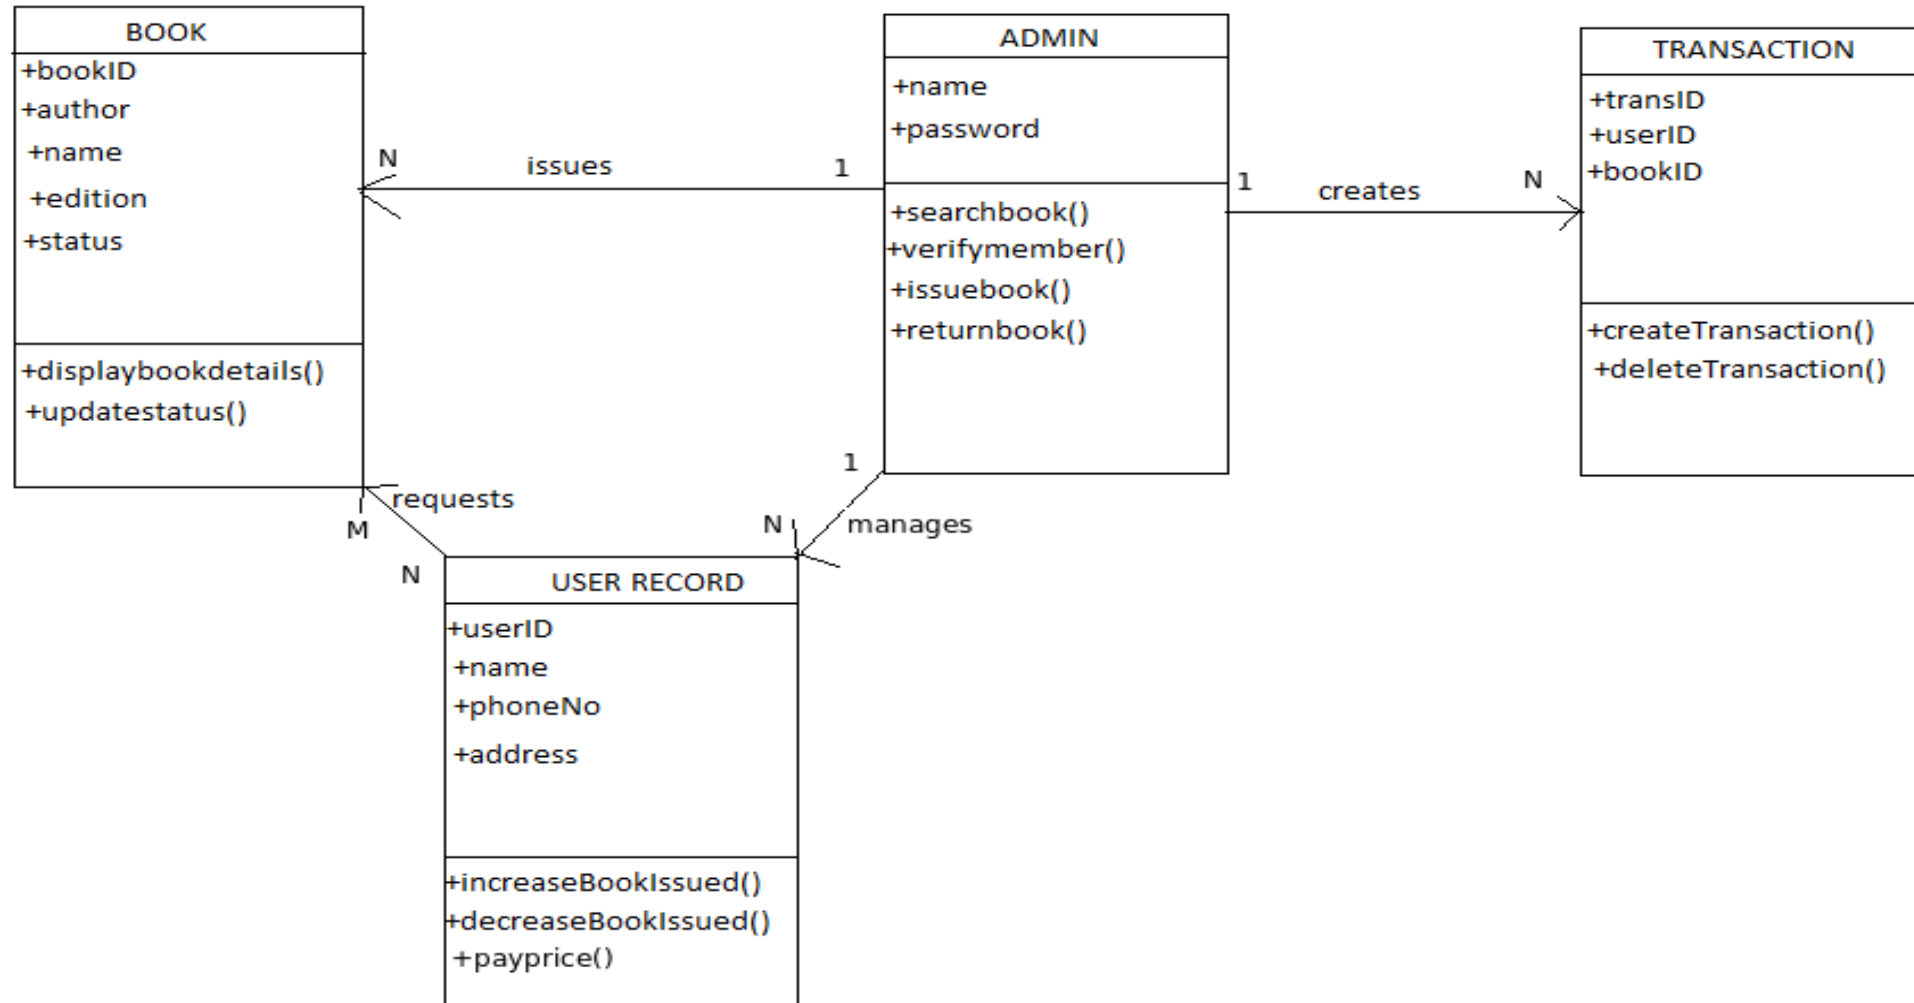 BOOK
+bookID
+author
+name
+edition
+status
+displaybookdetails()
+updatestatus()
N
issues
1
ADMIN
+name
+password
+searchbook()
+verifymember()
+issuebook()
+returnbook()
1
creates
N
TRANSACTION
+transID
+userID
+bookID
+createTransaction()
+deleteTransaction()
requests
M
N
1
N
manages
USER RECORD
+userID
+name
+phoneNo
+address
+increaseBookIssued()
+decreaseBookIssued()
+payprice()